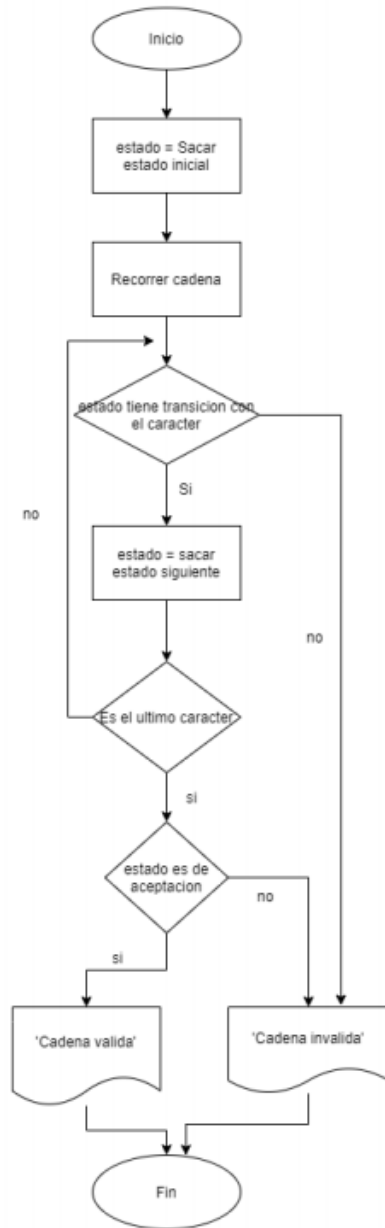 Inicio
estado = Sacar
estado inicial
Recorrer cadena
estado tiene transicion con
el caracter
Si
no
estado = sacar
estado siguiente
no
Es el ultimo caracter
si
estado es de
aceptacion
no
si
'Cadena valida'
'Cadena invalida'
Fin